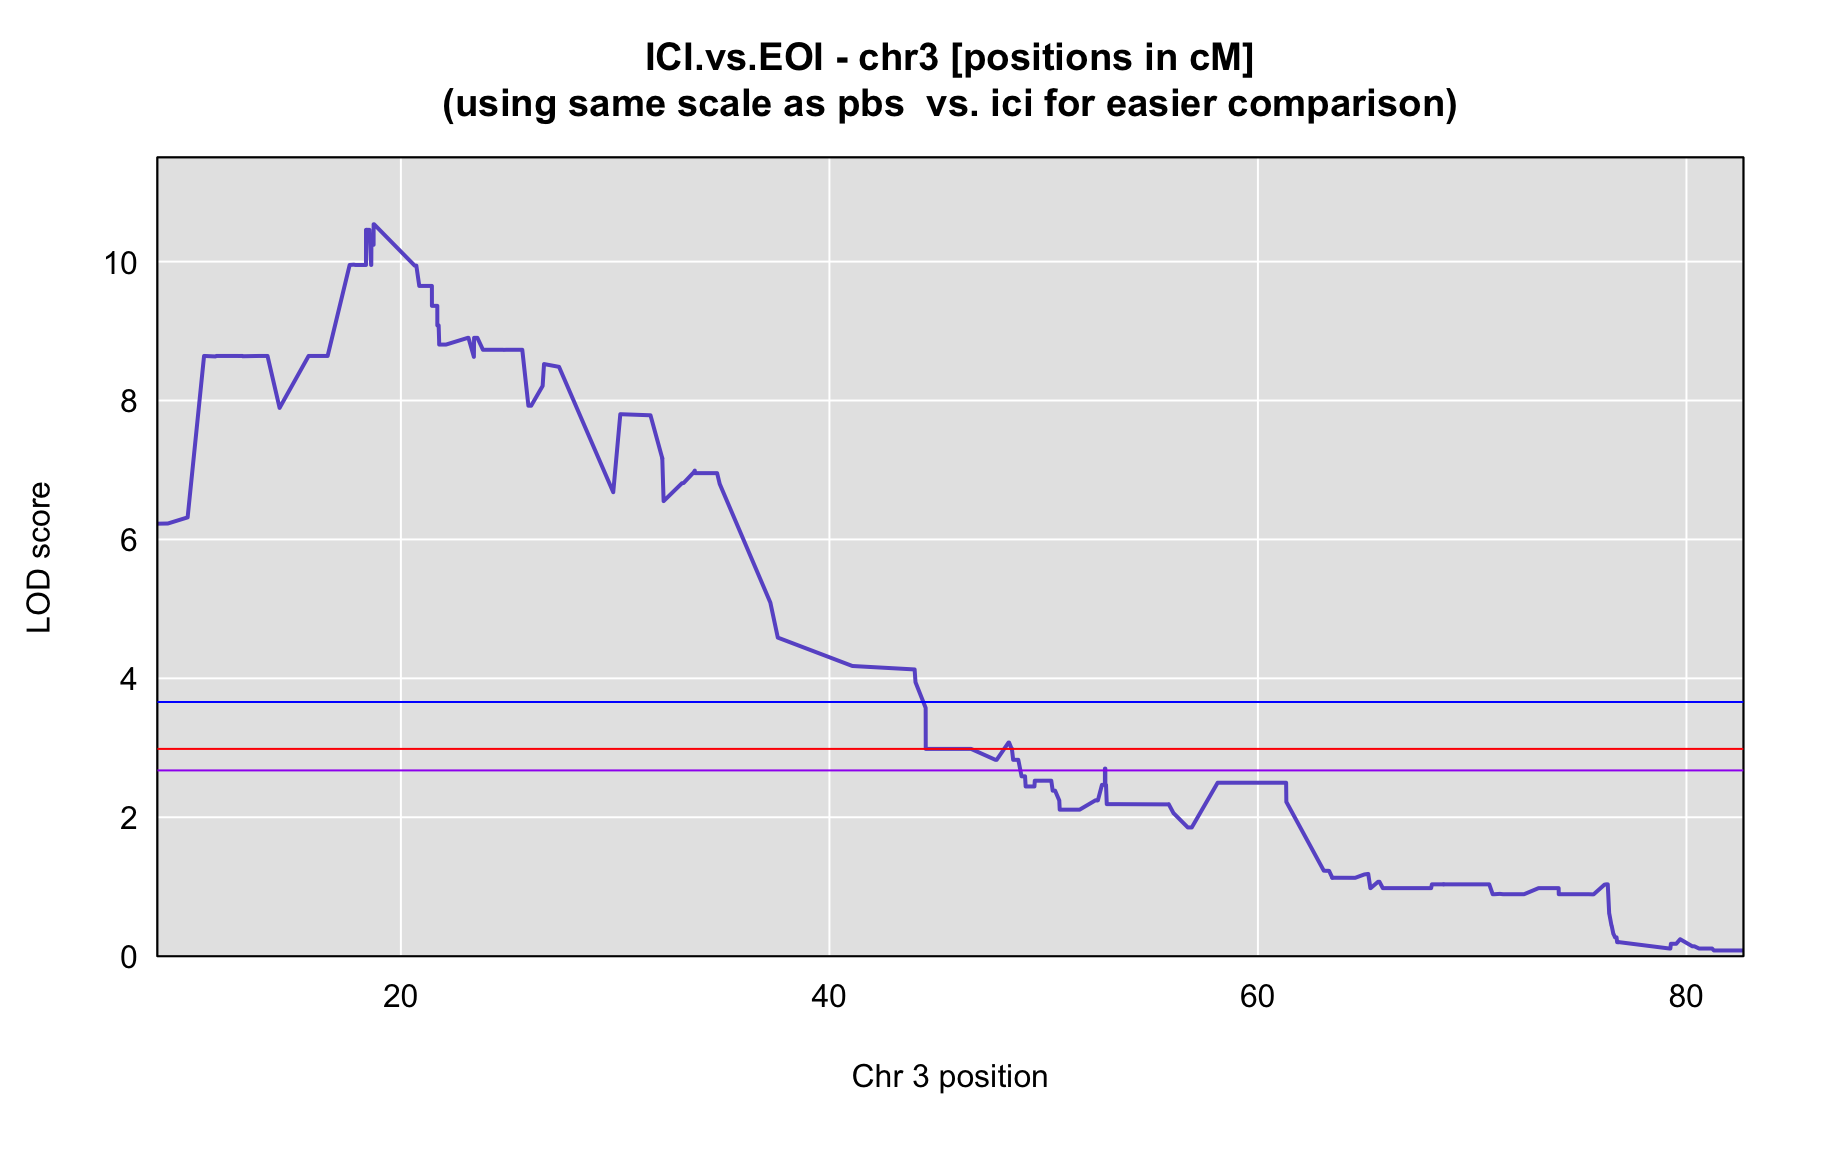 ICI.vs.EOI - chr3 [positions in cM]
(using same scale as pbs  vs. ici for easier comparison)
LOD score
10
8
6
4
2
0
20
40
60
80
Chr 3 position